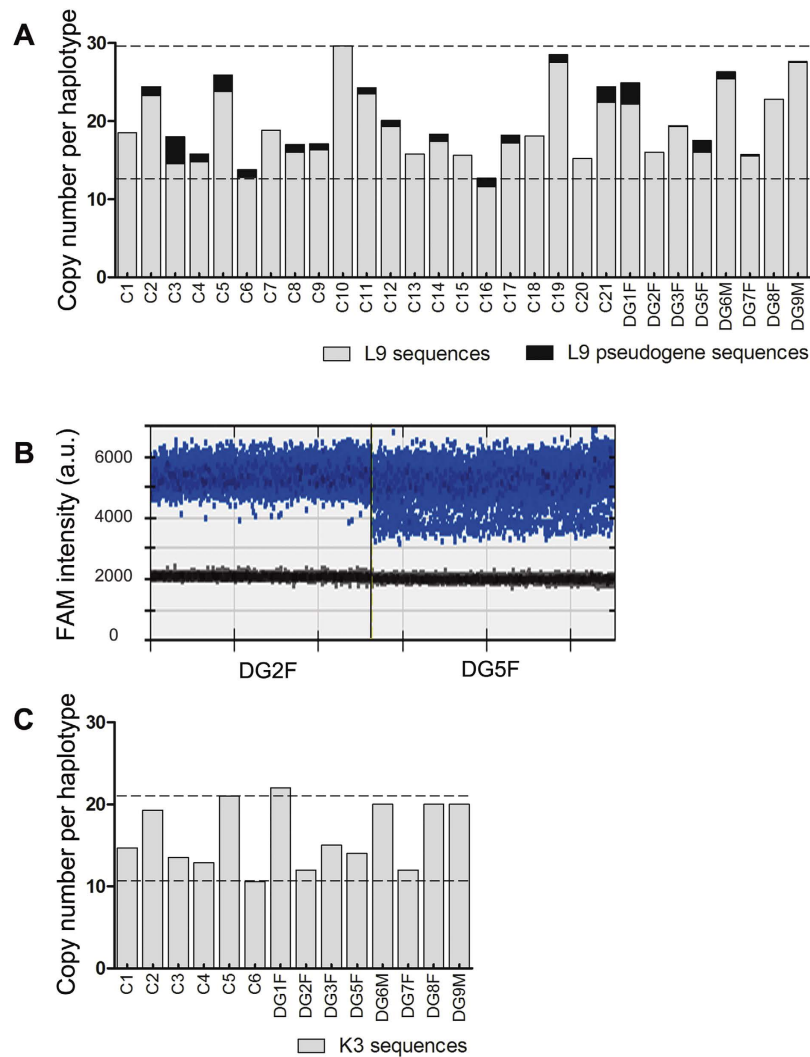 A
Copy number per haplotype
30
20
10
0
C1 C2 C3 C4 C5 C6 C7 C8 C9 C10 C11 C12 C13 C14 C15 C16 C17 C18 C19 C20 C21 DG1F DG2F DG3F DG5F DG6M DG7F DG8F DG9M
L9 sequences L9 pseudogene sequences
B
FAM intensity (a.u.)
6000
4000
2000
0
DG2F DG5F
C
Copy number per haplotype
30
20
10
0
C1 C2 C3 C4 C5 C6 DG1F DG2F DG3F DG5F DG6M DG7F DG8F DG9M
K3 sequences